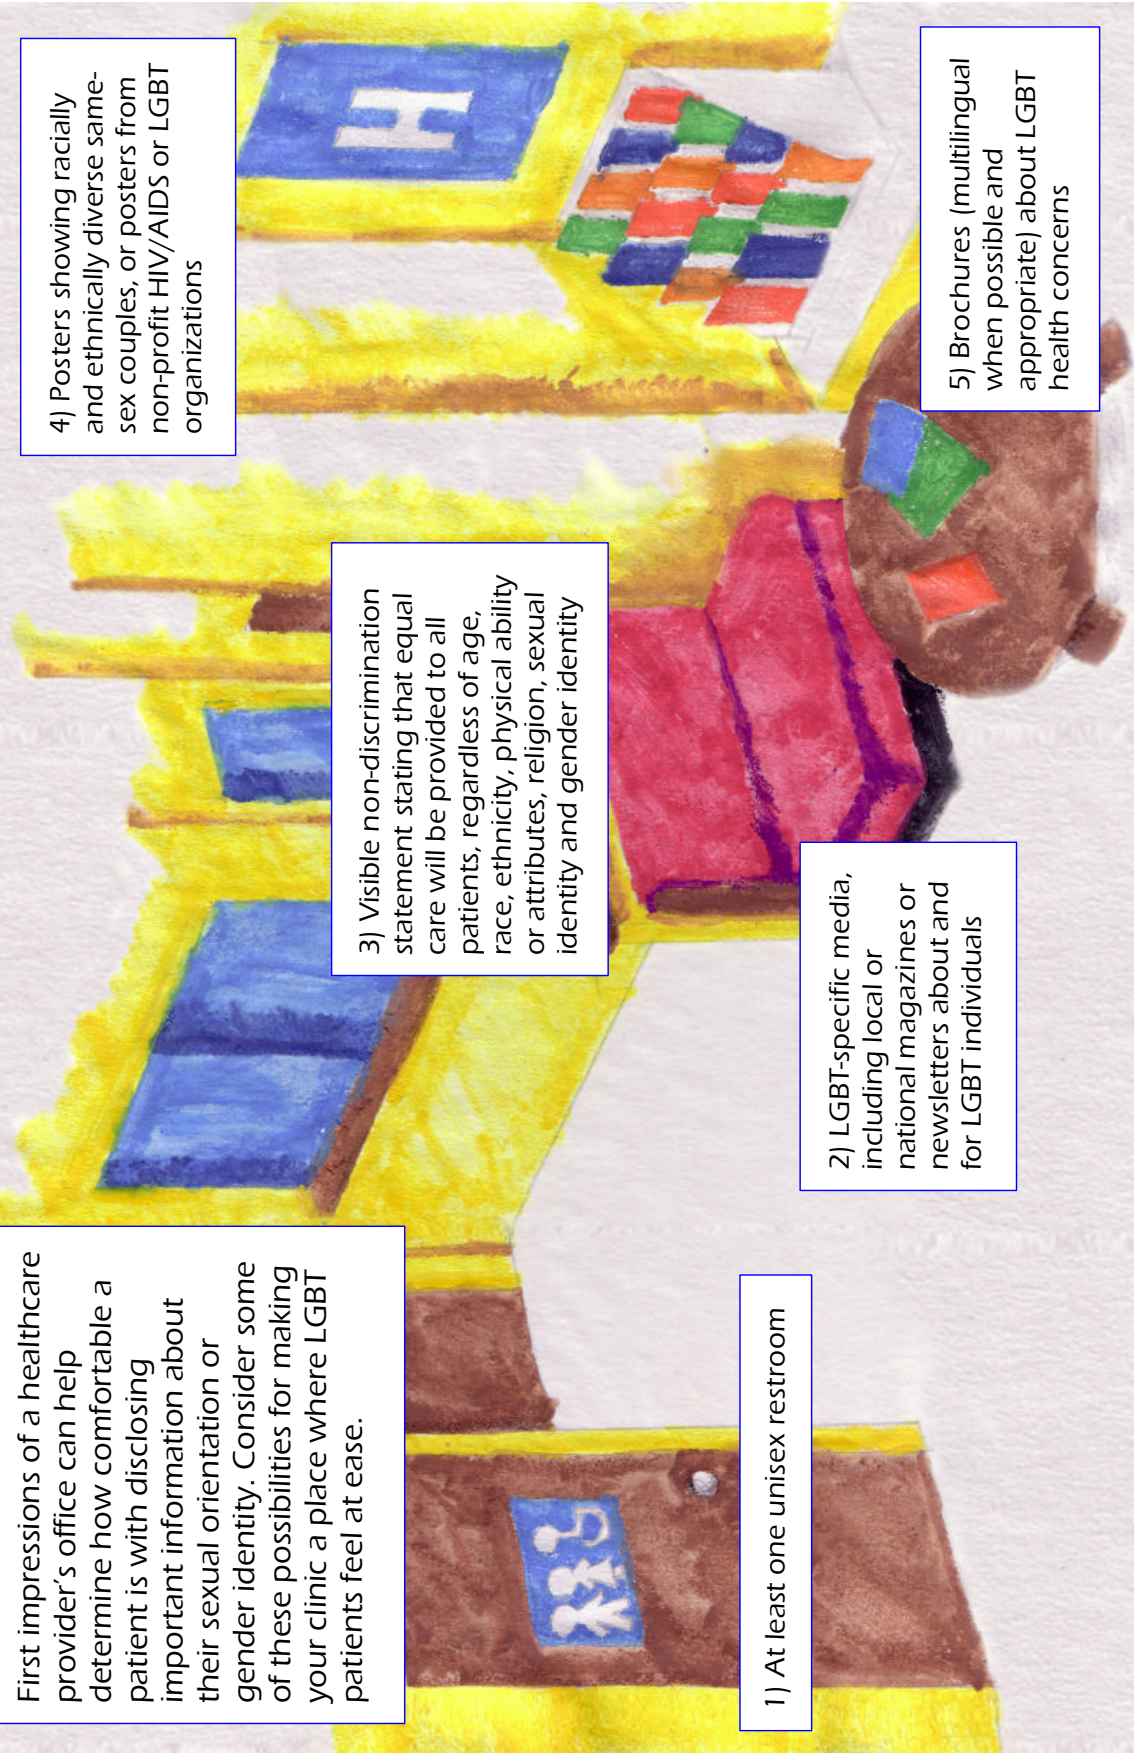 First impressions of a healthcare
provider's office can help
determine how comfortable a
patient is with disclosing
important information about
their sexual orientation or
gender identity. Consider some
of these possibilities for making
your clinic a place where LGBT
patients feel at ease.
1) At least one unisex restroom
2) LGBT-specific media,
including local or
national magazines or
newsletters about and
for LGBT individuals
3) Visible non-discrimination
statement stating that equal
care will be provided to all
patients, regardless of age,
race, ethnicity, physical ability
or attributes, religion, sexual
identity and gender identity
4) Posters showing racially
and ethnically diverse same-
sex couples, or posters from
non-profit HIV/AIDS or LGBT
organizations
H
5) Brochures (multilingual
when possible and
appropriate) about LGBT
health concerns